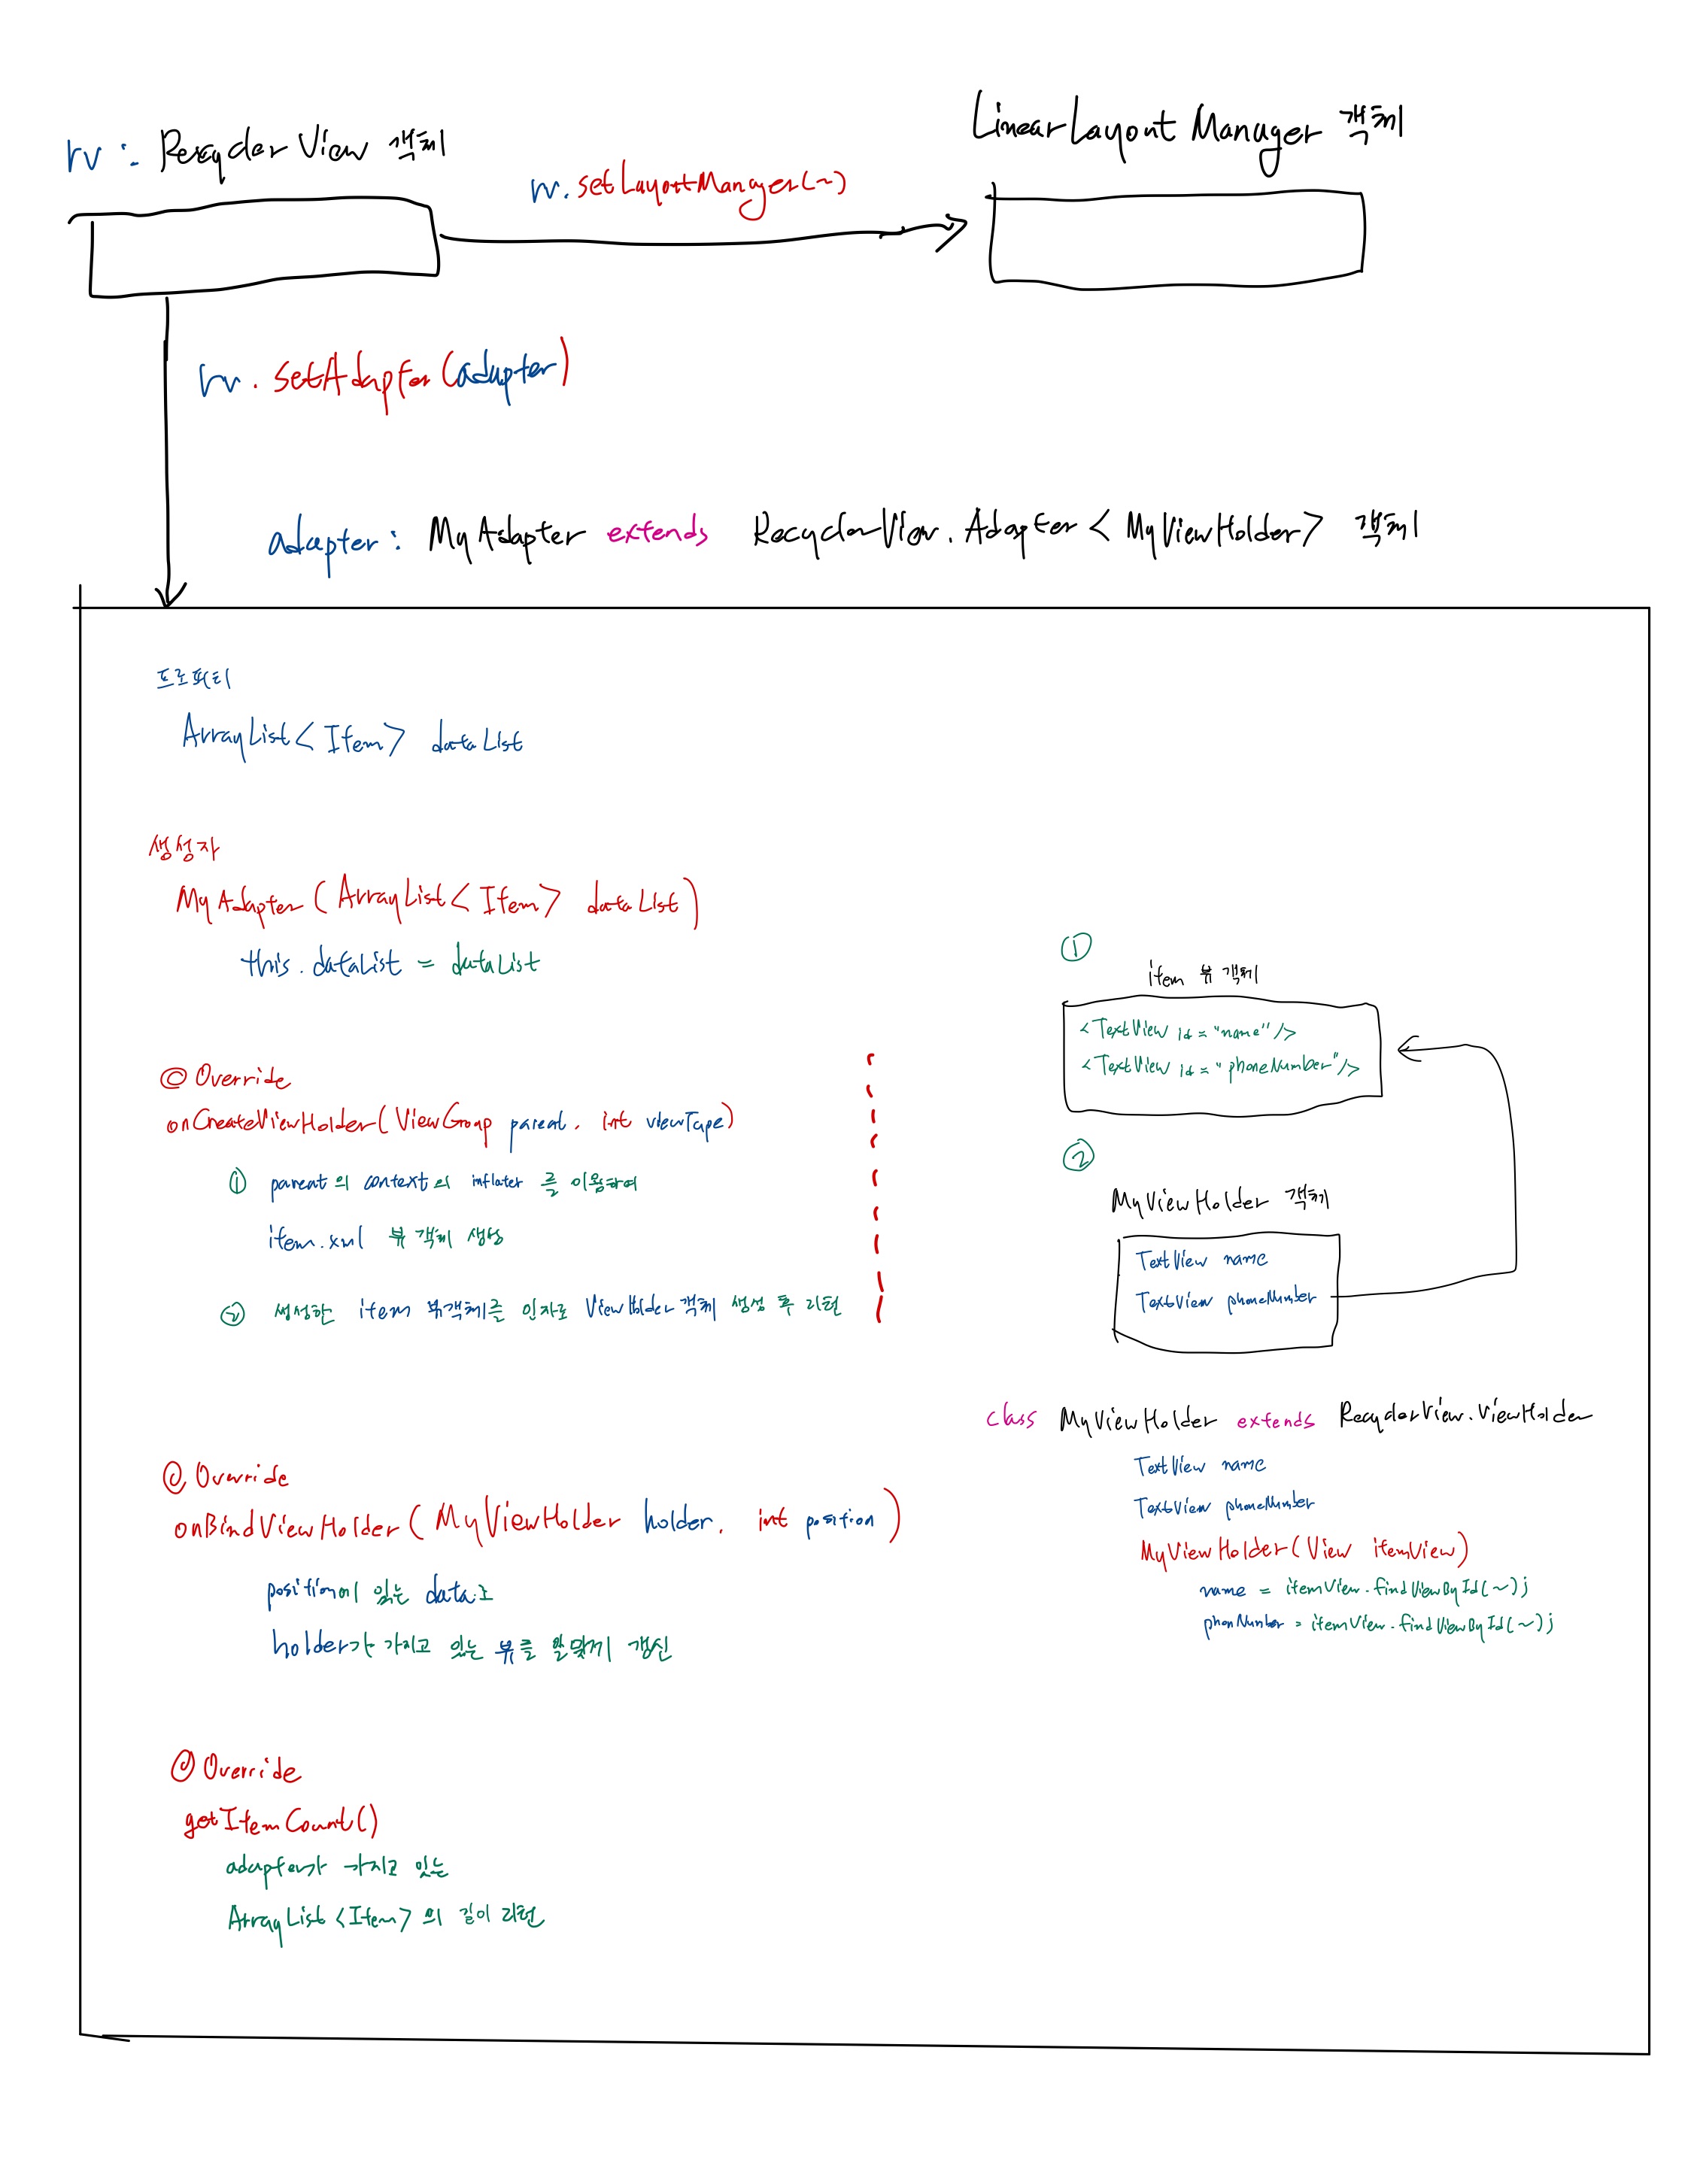 rv : RecyclerView 객체
LinearLayoutManager 객체
rv.setLayoutManager(~)
rv.setAdapter(adapter)
adapter : MyAdapter extends RecyclerView.Adapter<MyViewHolder> 객체
프로퍼티
ArrayList<Item> dataList
생성자
MyAdapter(ArrayList<Item> dataList)
this.dataList = dataList
@Override
onCreateViewHolder(ViewGroup parent, int viewType)
① parent의 context의 inflater를 이용하여
item.xml 뷰 객체 생성
② 생성한 item 뷰객체를 인자로 ViewHolder 객체 생성 후 리턴
①
item 뷰 객체
<TextView id="name"/>
<TextView id="phoneNumber"/>
②
MyViewHolder 객체
TextView name
TextView phoneNumber
class MyViewHolder extends RecyclerView.ViewHolder
TextView name
TextView phoneNumber
MyViewHolder(View itemView)
name = itemView.findViewById(~);
phonNumber = itemView.findViewById(~);
@Override
onBindViewHolder(MyViewHolder holder, int position)
position에 있는 data로
holder가 가지고 있는 뷰를 알맞게 갱신
@Override
getItemCount()
adapter가 가지고 있는
ArrayList<Item>의 길이 리턴